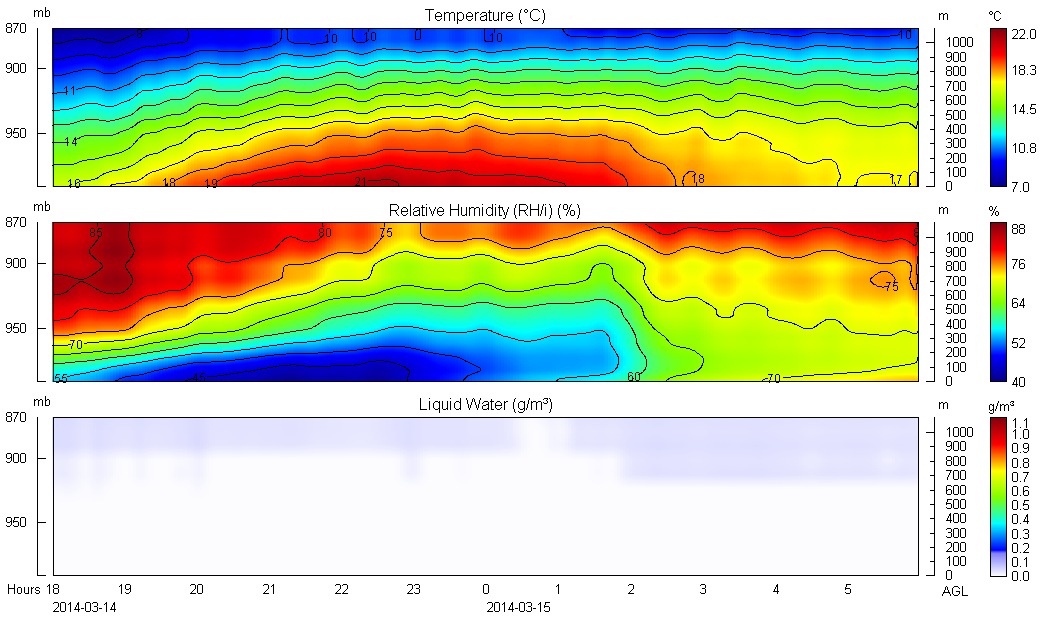 mb Temperature (°C) m °C
870 10 10 0 10 10 1000 22.0
900 900 18.3
11 800
700
600 14.5
950 500
14 400
300 10.8
200
16 18 19 21 18 17 100
0 7.0
mb Relative Humidity (RH/i) (%) m %
870 85 80 75 1000 88
900 900 76
75 800
700
600 64
950 500
400
70 300 52
200
55 45 60 70 100
0 40
mb Liquid Water (g/m³) m g/m³
870 1000 1.1
1.0
900 900 0.9
800 0.8
700 0.7
600 0.6
950 500 0.5
400 0.4
300 0.3
200 0.2
100 0.1
0 0.0
Hours 18 19 20 21 22 23 0 1 2 3 4 5 AGL
2014-03-14 2014-03-15